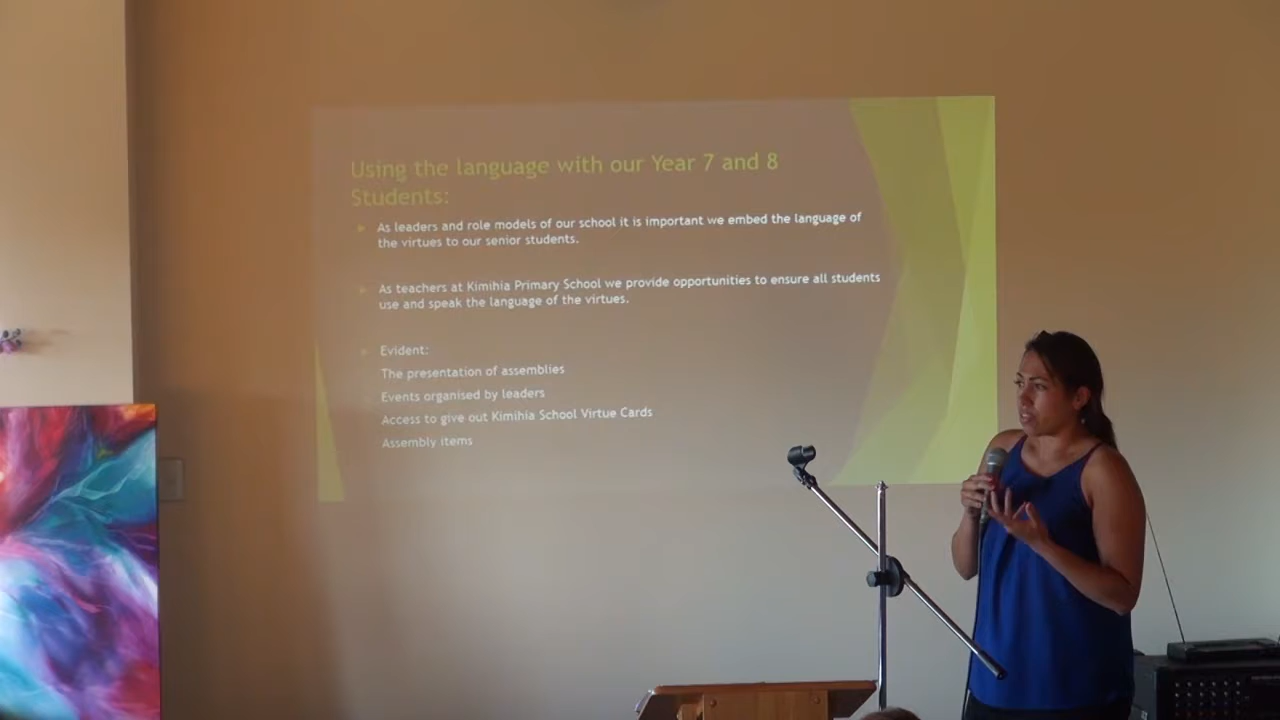 Using the language with our Year 7 and 8
Students:
As leaders and role models of our school it is important we embed the language of
the virtues to our senior students.
As teachers at Kimihia Primary School we provide opportunities to ensure all students
use and speak the language of the virtues.
Evident:
The presentation of assemblies
Events organised by leaders
Access to give out Kimihia School Virtue Cards
Assembly items